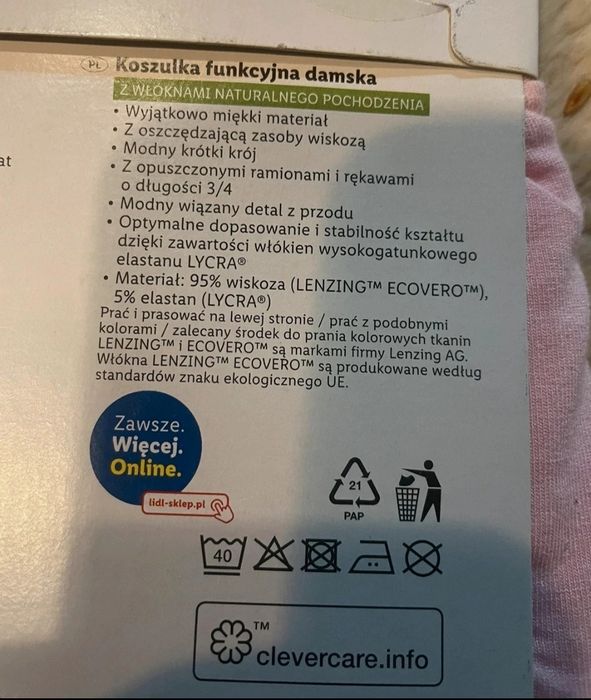 PL Koszulka funkcyjna damska
Z WŁÓKNAMI NATURALNEGO POCHODZENIA
• Wyjątkowo miękki materiał
• Z oszczędzającą zasoby wiskozą
• Modny krótki krój
at
• Z opuszczonymi ramionami i rękawami
o długości 3/4
• Modny wiązany detal z przodu
• Optymalne dopasowanie i stabilność kształtu
dzięki zawartości włókien wysokogatunkowego
elastanu LYCRA®
• Materiał: 95% wiskoza (LENZING™ ECOVERO™),
5% elastan (LYCRA®)
Prać i prasować na lewej stronie / prać z podobnymi
kolorami / zalecany środek do prania kolorowych tkanin
LENZING™ i ECOVERO™ są markami firmy Lenzing AG.
Włókna LENZING™ ECOVERO™ są produkowane według
standardów znaku ekologicznego UE.
Zawsze.
Więcej.
Online.
lidl-sklep.pl
21
PAP
40
™
clevercare.info